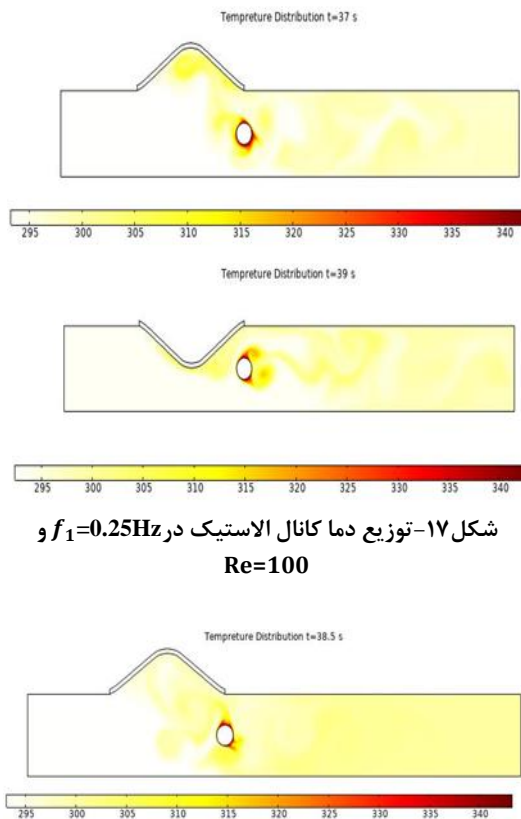 Tempreture Distribution t=37 s
295 300 305 310 315 320 325 330 335 340
Tempreture Distribution t=39 s
295 300 305 310 315 320 325 330 335 340
شکل۱۷-توزیع دما کانال الاستیک در f₁=0.25Hz و
Re=100
Tempreture Distribution t=38.5 s
295 300 305 310 315 320 325 330 335 340